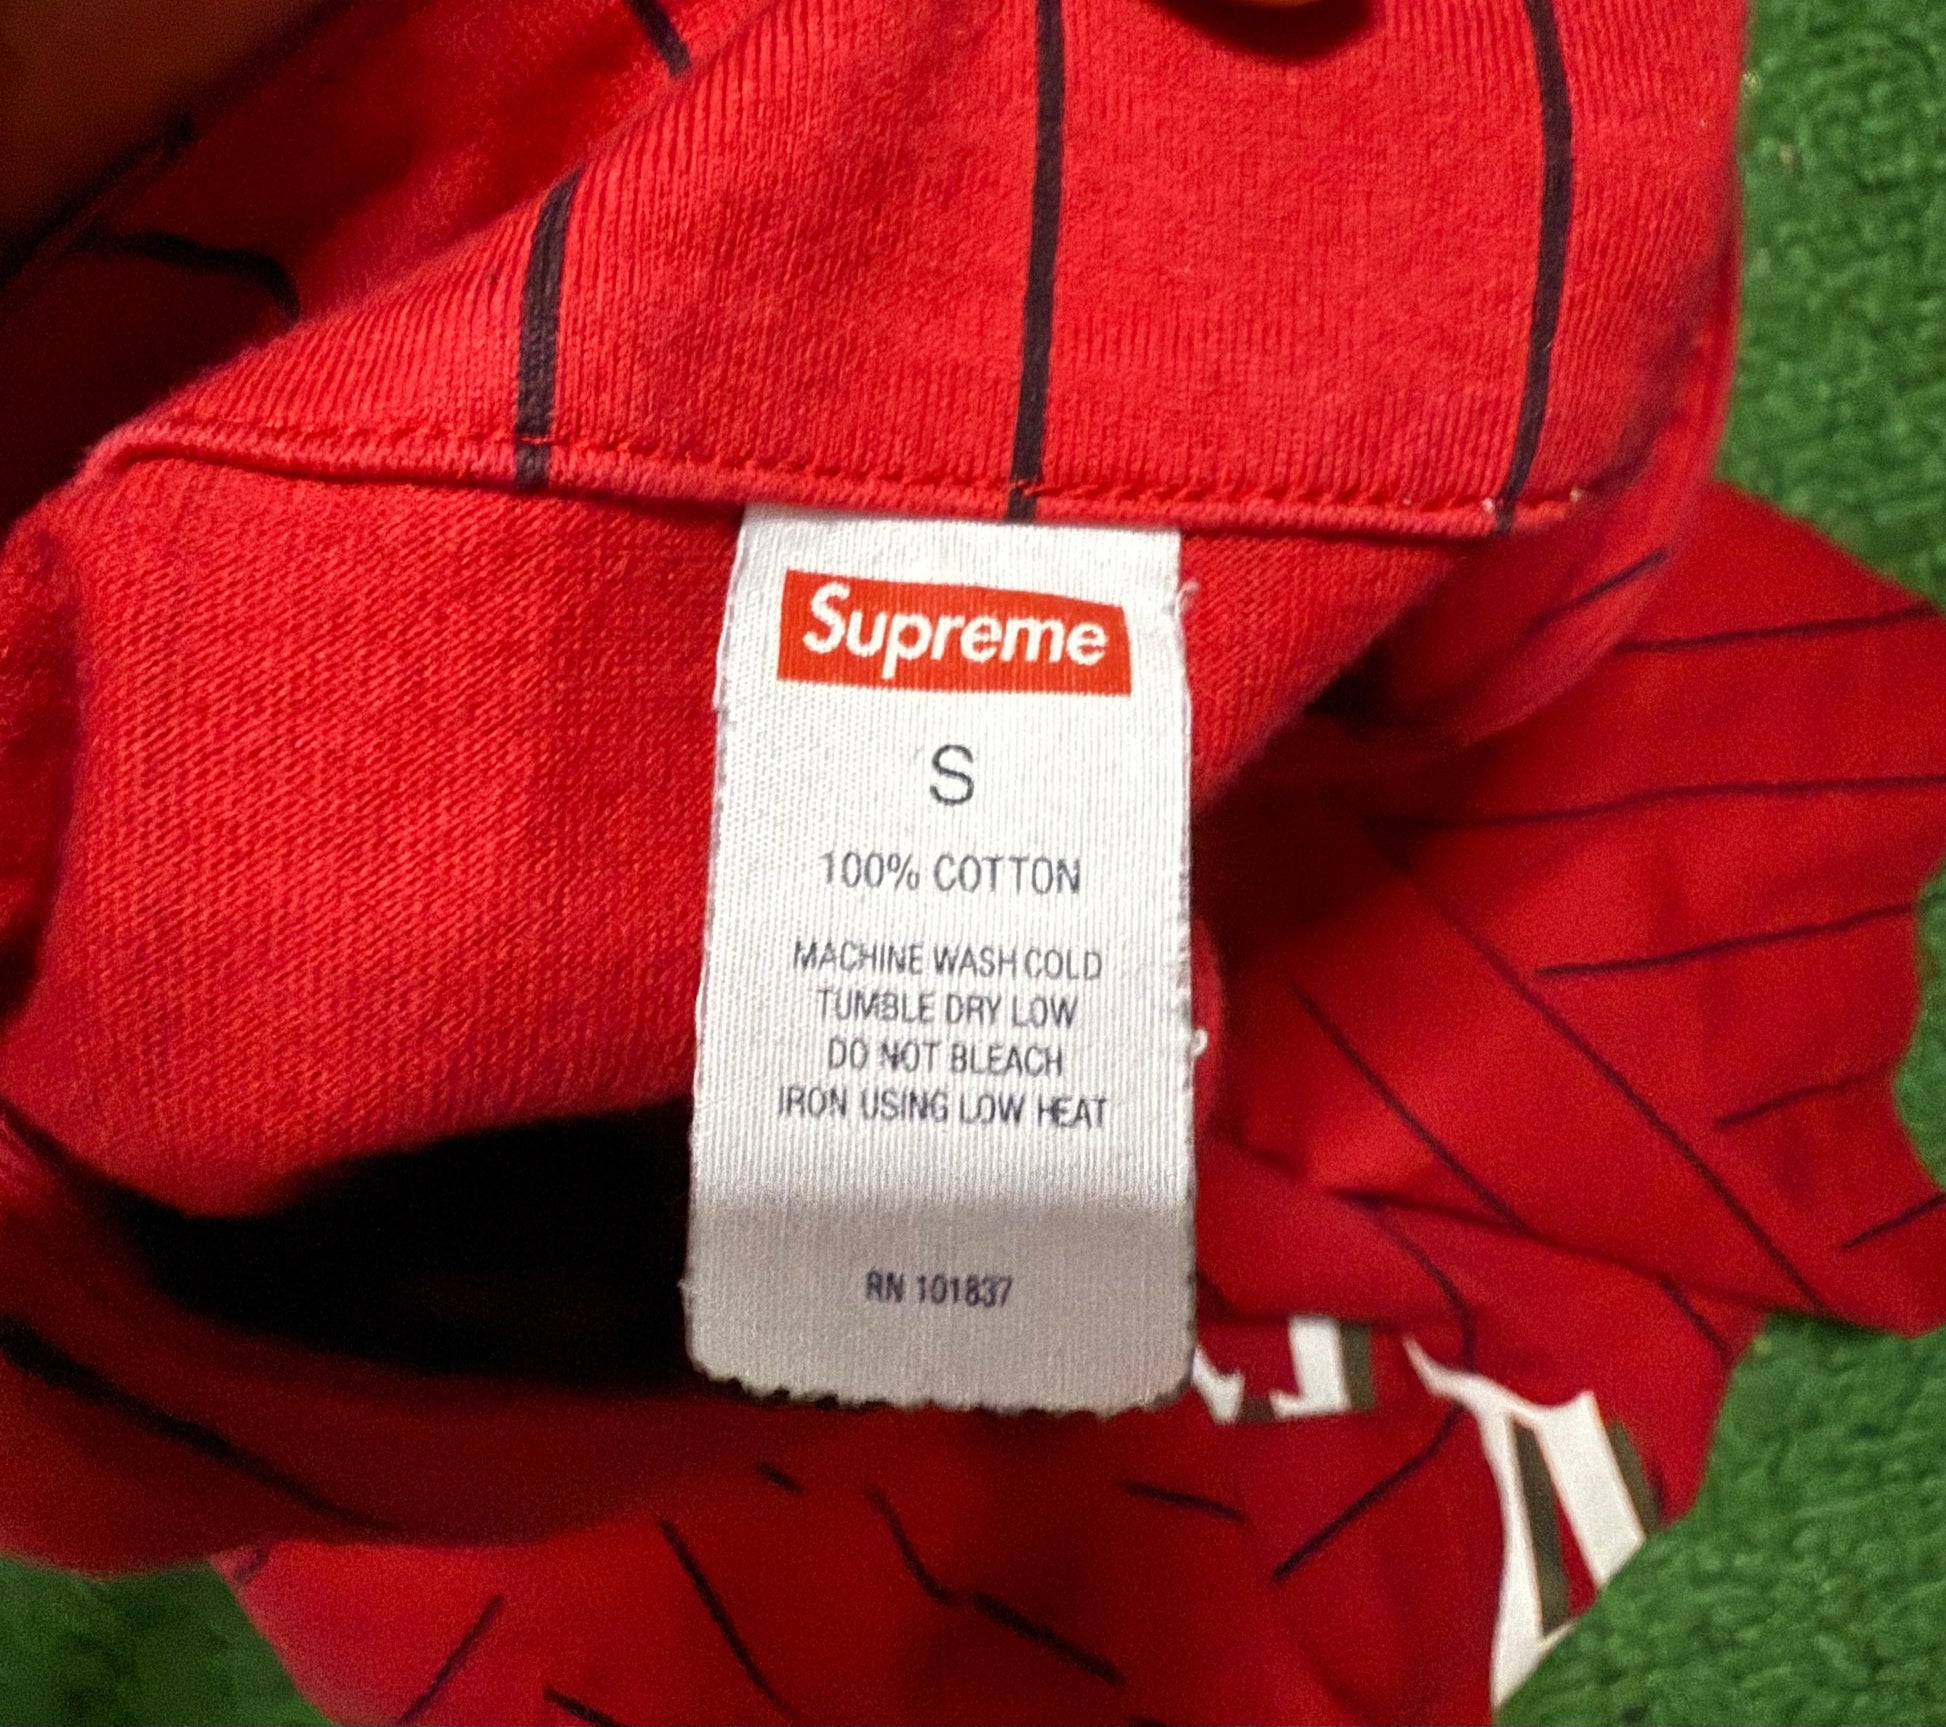 Supreme
S
100% COTTON
MACHINE WASH COLD
TUMBLE DRY LOW
DO NOT BLEACH
IRON USING LOW HEAT
RN 101837